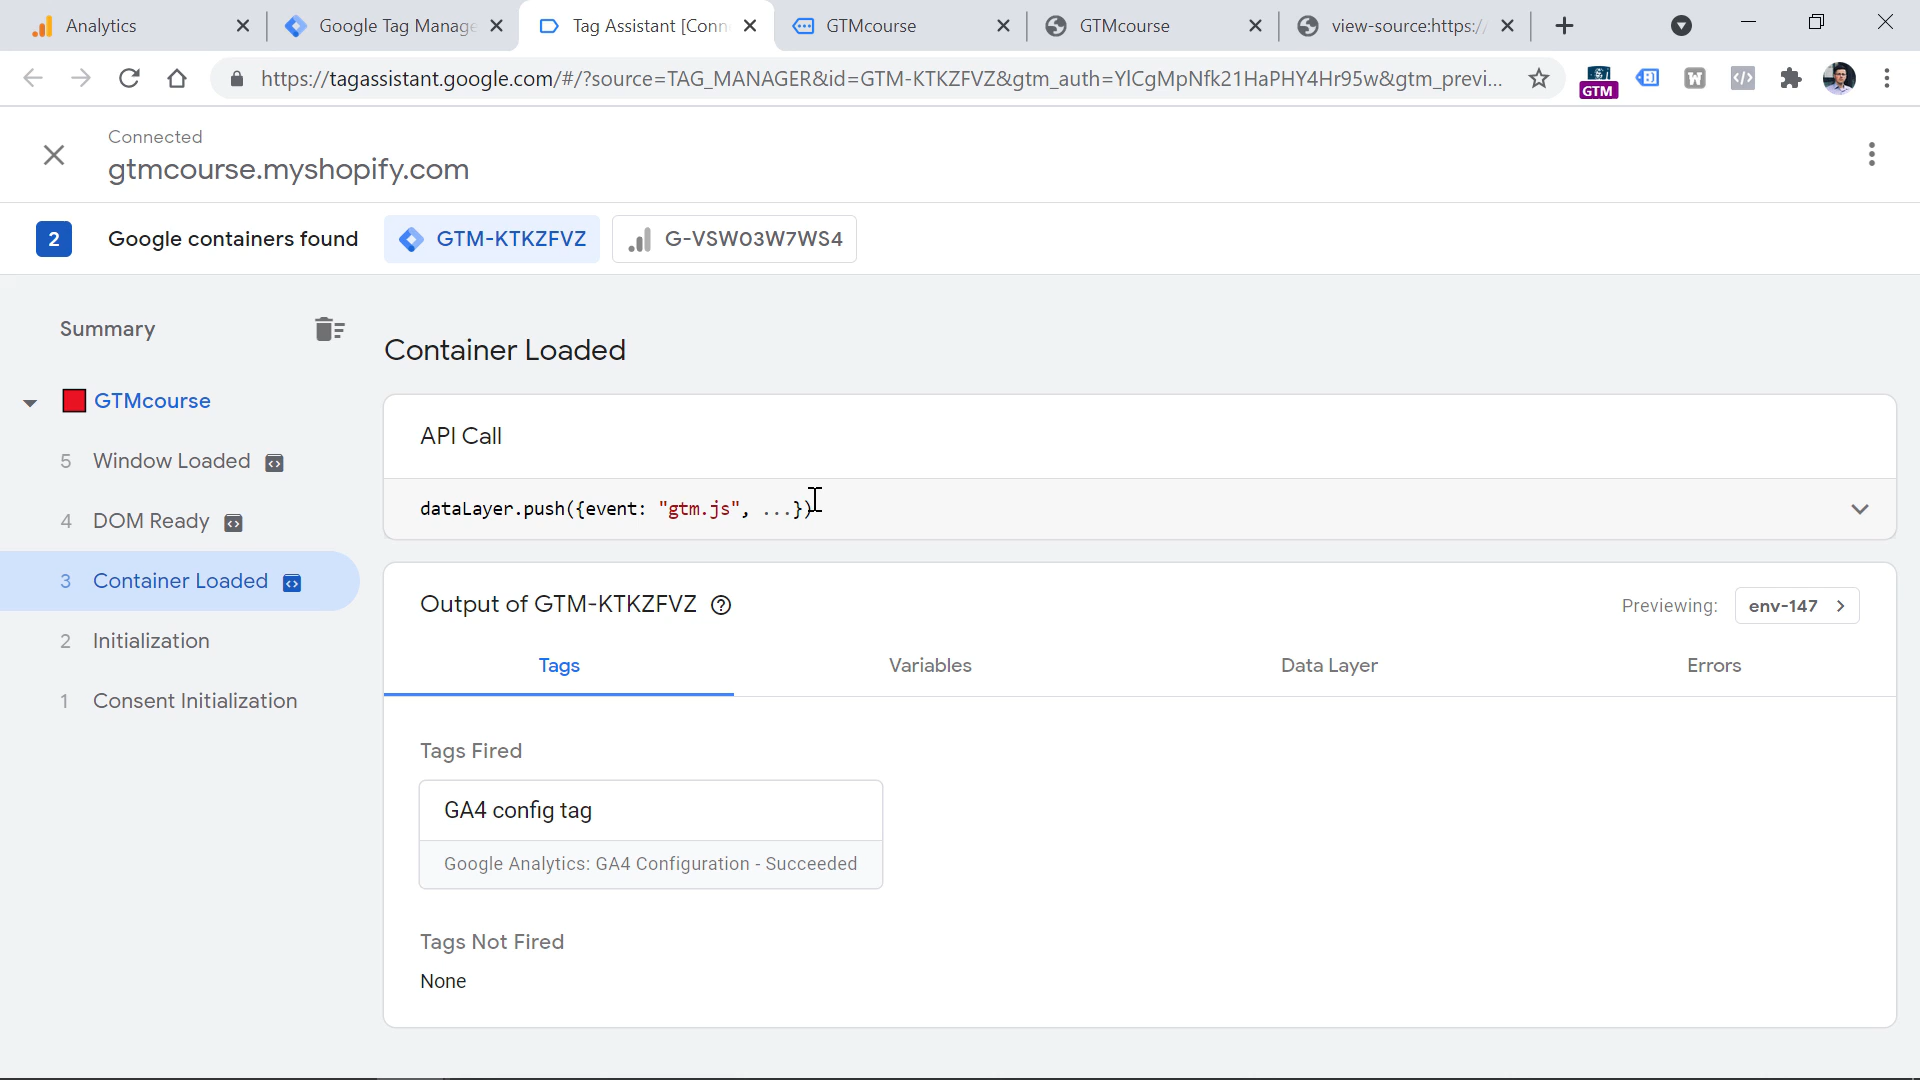 Analytics
Google Tag Manage
Tag Assistant [Conn
GTMcourse
GTMcourse
view-source:https:/
https://tagassistant.google.com/#/?source=TAG_MANAGER&id=GTM-KTKZFVZ&gtm_auth=YlCgMpNfk21HaPHY4Hr95w&gtm_previ...
GTM
W
Connected
gtmcourse.myshopify.com
2
Google containers found
GTM-KTKZFVZ
G-VSW03W7WS4
Summary
Container Loaded
GTMcourse
API Call
5 Window Loaded
dataLayer.push({event: "gtm.js", ...})
4 DOM Ready
3 Container Loaded
Output of GTM-KTKZFVZ
Previewing:
env-147
2 Initialization
Tags
Variables
Data Layer
Errors
1 Consent Initialization
Tags Fired
GA4 config tag
Google Analytics: GA4 Configuration - Succeeded
Tags Not Fired
None